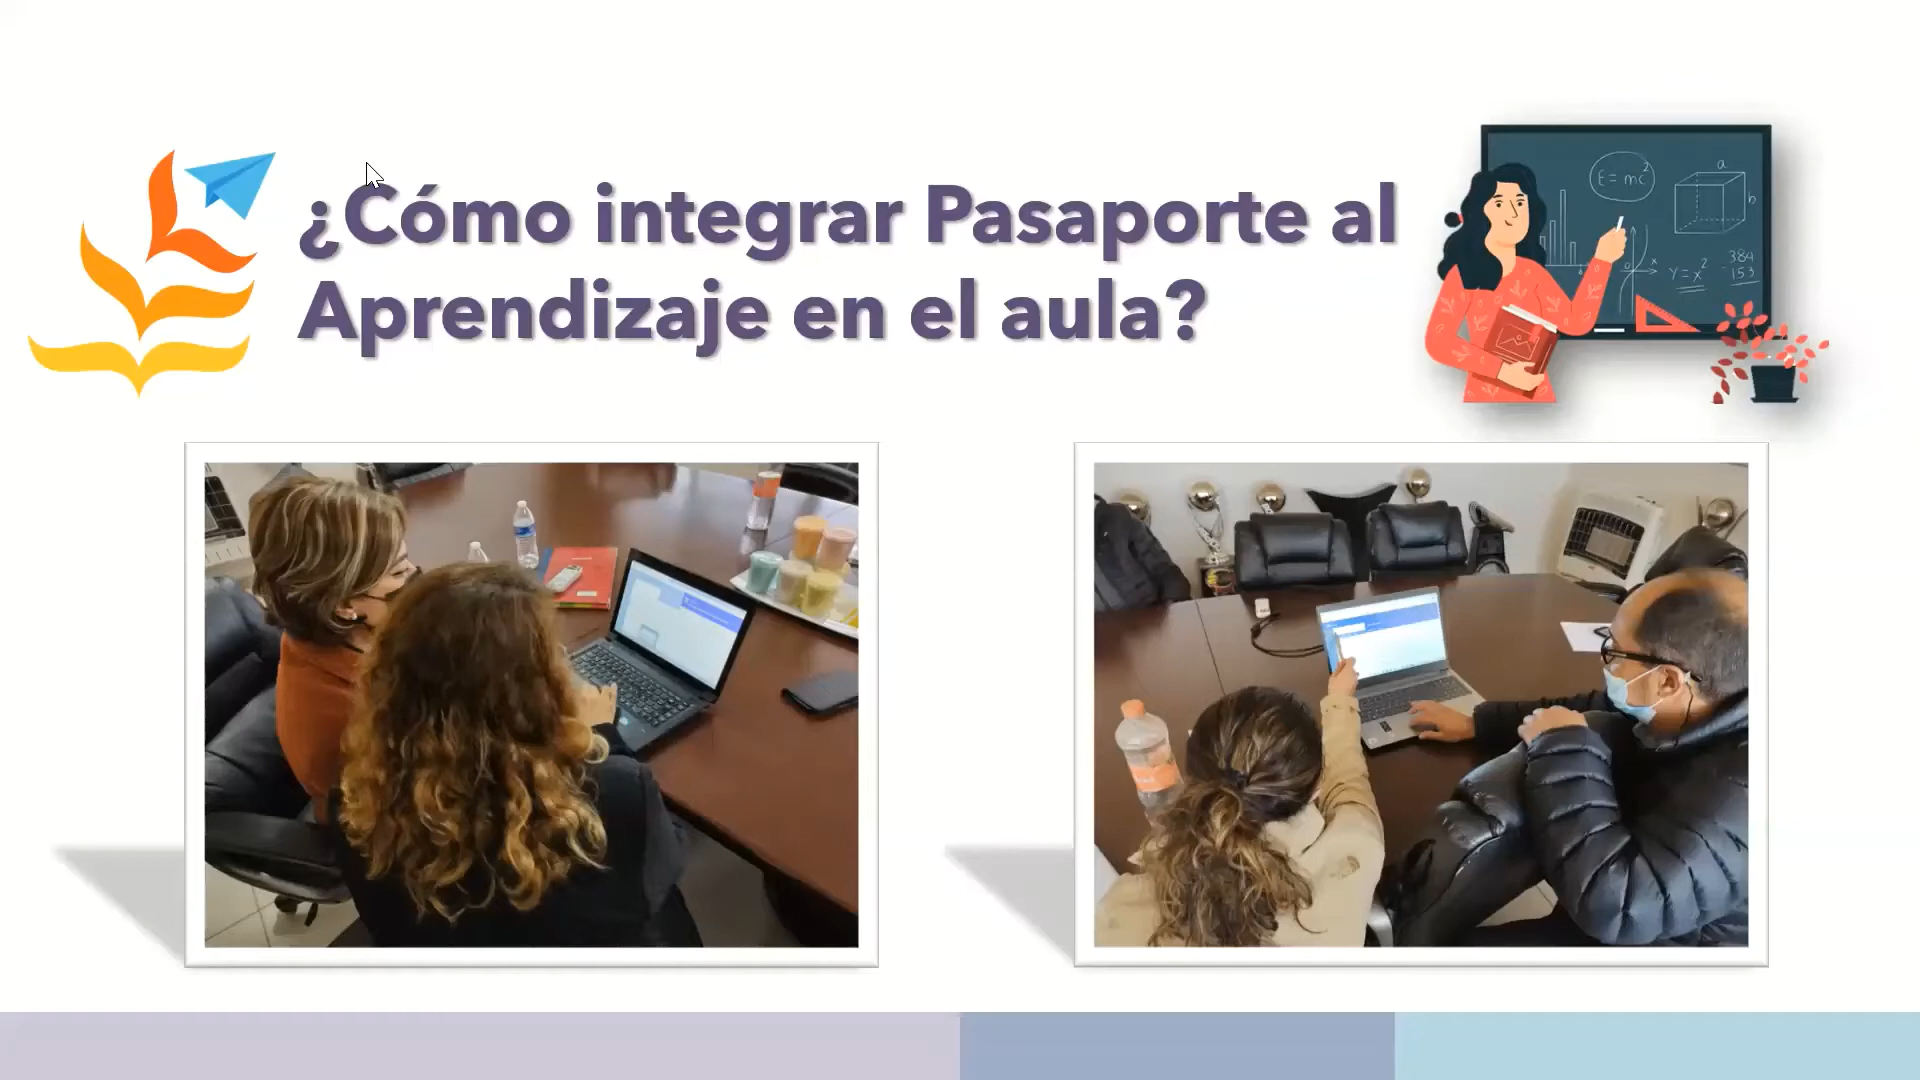 ¿Cómo integrar Pasaporte al
Aprendizaje en el aula?
E = mc²
a
b
x
y = x²
384
153